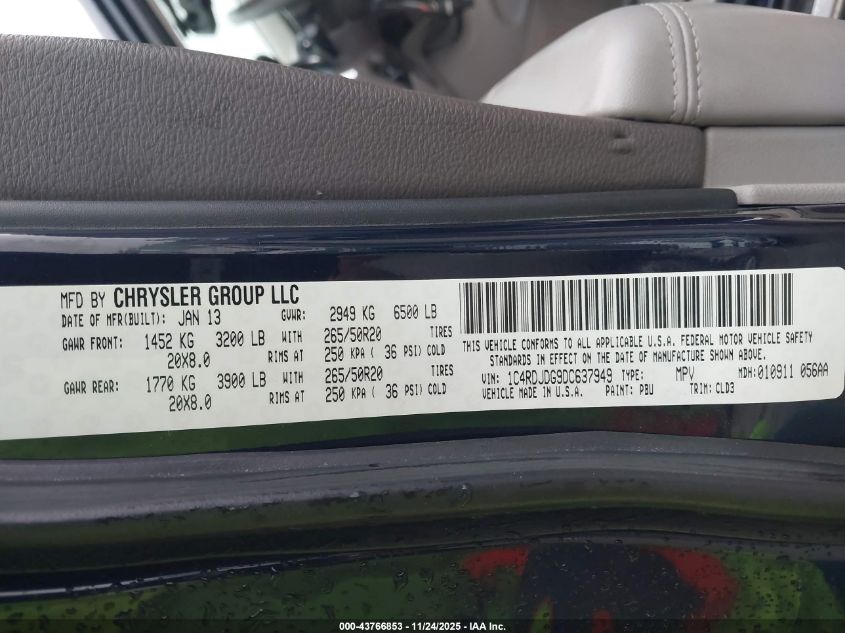 MFD BY CHRYSLER GROUP LLC
DATE OF MFR(BUILT): JAN 13 GVWR: 2949 KG 6500 LB
GAWR FRONT: 1452 KG 3200 LB WITH 265/50R20 TIRES
20X8.0 RIMS AT 250 KPA ( 36 PSI) COLD
GAWR REAR: 1770 KG 3900 LB WITH 265/50R20 TIRES
20X8.0 RIMS AT 250 KPA ( 36 PSI) COLD
THIS VEHICLE CONFORMS TO ALL APPLICABLE U.S.A. FEDERAL MOTOR VEHICLE SAFETY
STANDARDS IN EFFECT ON THE DATE OF MANUFACTURE SHOWN ABOVE.
VIN: 1C4RDJDG9DC637949 TYPE: MPV MDH: 010911 056AA
VEHICLE MADE IN U.S.A. PAINT: PBU TRIM: CLD3
000-43766853 - 11/24/2025 - IAA Inc.